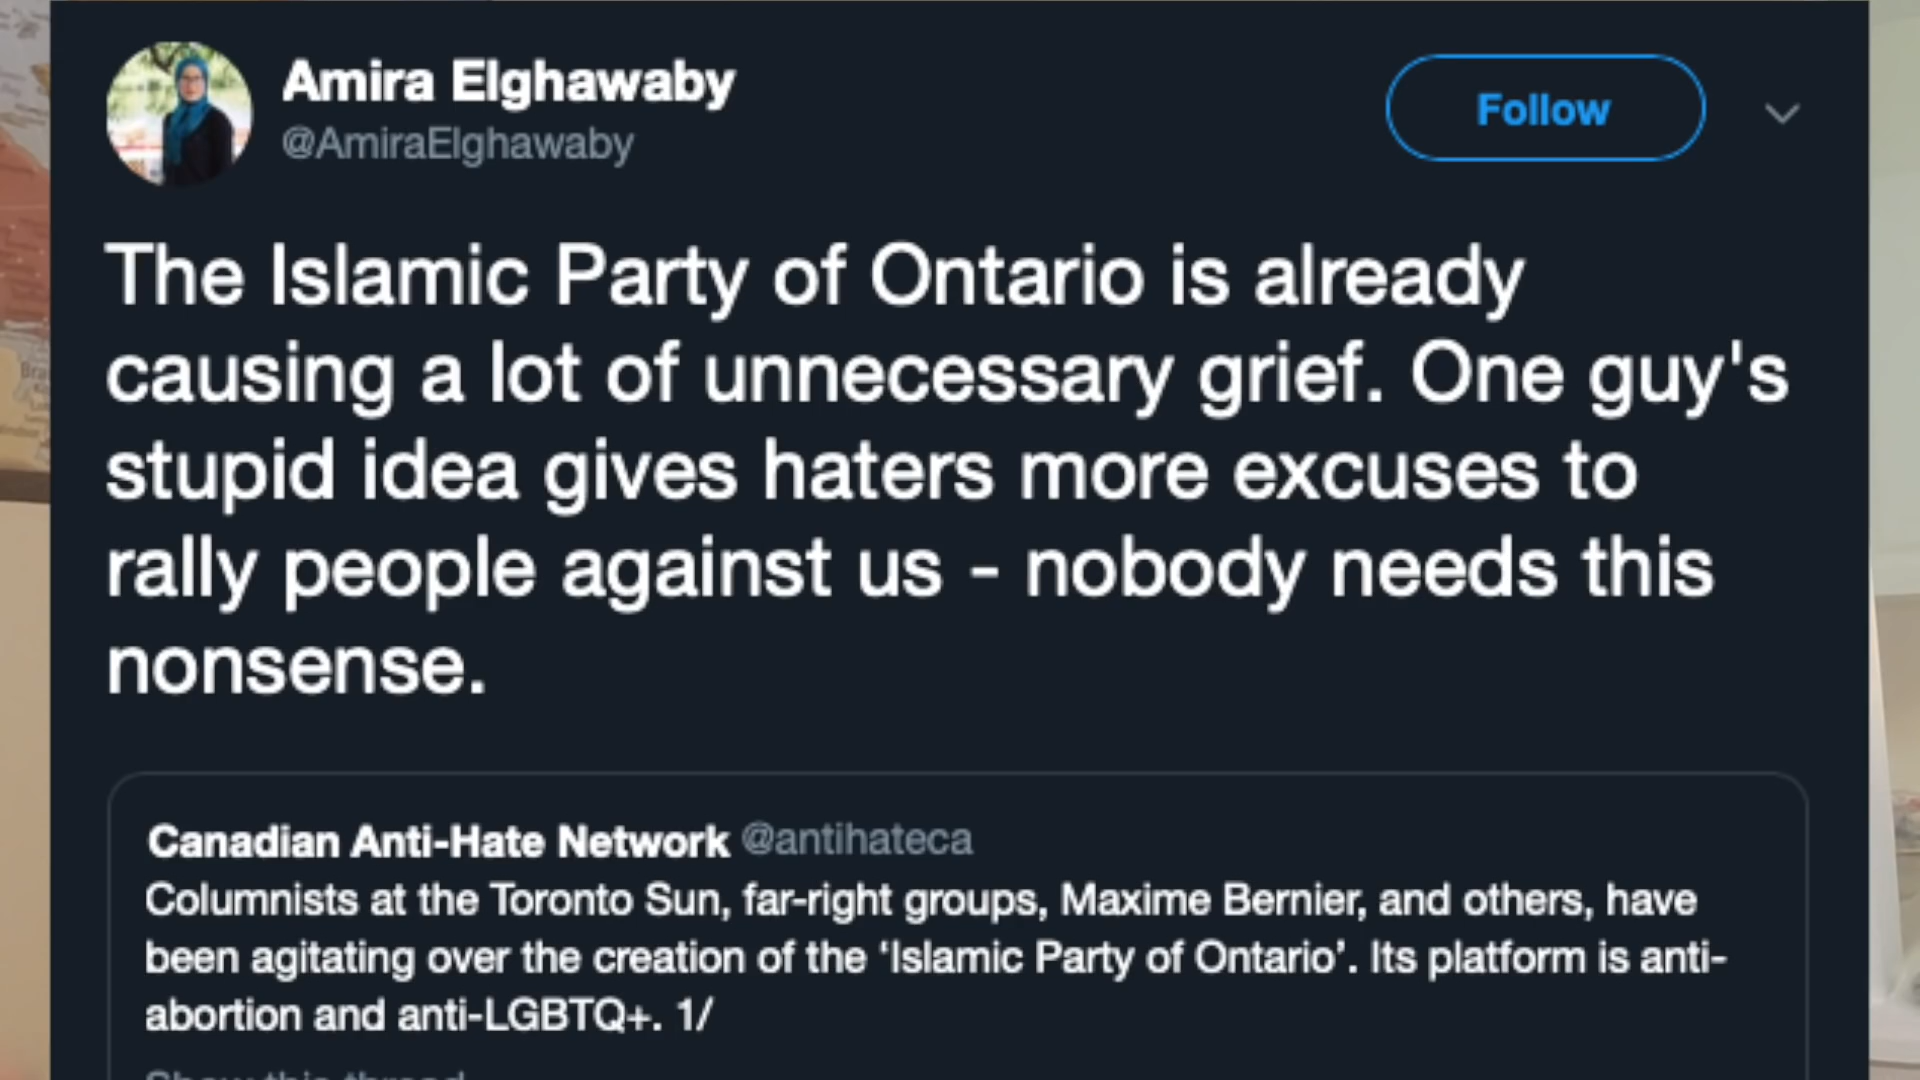 Amira Elghawaby
@AmiraElghawaby
Follow
The Islamic Party of Ontario is already
causing a lot of unnecessary grief. One guy's
stupid idea gives haters more excuses to
rally people against us - nobody needs this
nonsense.
Canadian Anti-Hate Network @antihateca
Columnists at the Toronto Sun, far-right groups, Maxime Bernier, and others, have
been agitating over the creation of the ‘Islamic Party of Ontario’. Its platform is anti-
abortion and anti-LGBTQ+. 1/
Show this thread